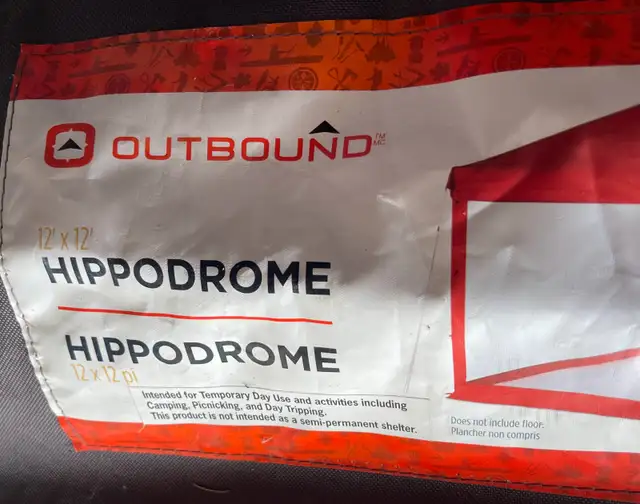 OUTBOUND TM MC
12' x 12'
HIPPODROME
HIPPODROME
12 x 12 pi
Intended for Temporary Day Use and activities including
Camping, Picnicking, and Day Tripping.
This product is not intended as a semi-permanent shelter.
Does not include floor.
Plancher non compris